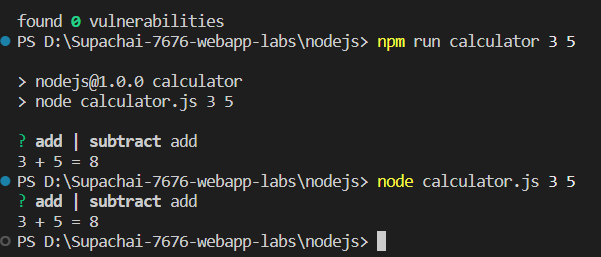 found 0 vulnerabilities
PS D:\Supachai-7676-webapp-labs\nodejs> npm run calculator 3 5
> nodejs@1.0.0 calculator
> node calculator.js 3 5
? add | subtract add
3 + 5 = 8
PS D:\Supachai-7676-webapp-labs\nodejs> node calculator.js 3 5
? add | subtract add
3 + 5 = 8
PS D:\Supachai-7676-webapp-labs\nodejs>